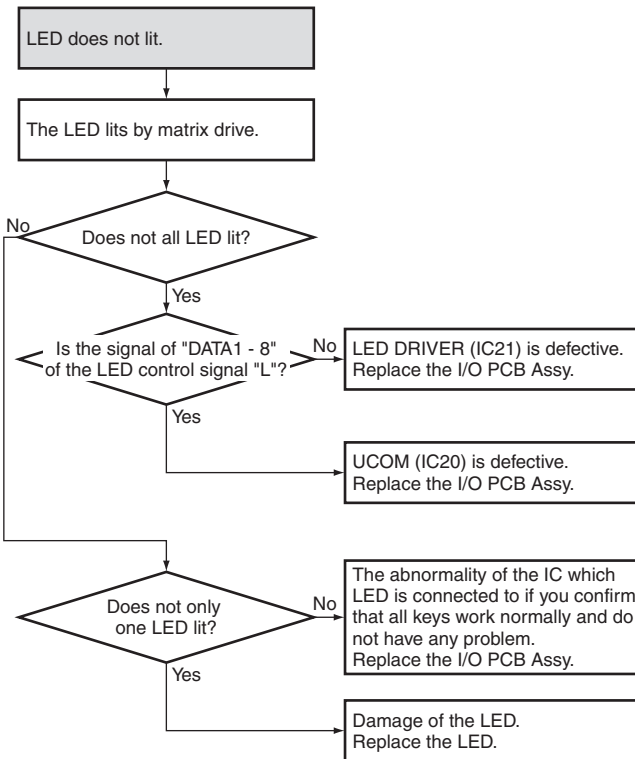 LED does not lit.
The LED lits by matrix drive.
No
Does not all LED lit?
Yes
Is the signal of "DATA1 - 8"
of the LED control signal "L"?
No
LED DRIVER (IC21) is defective.
Replace the I/O PCB Assy.
Yes
UCOM (IC20) is defective.
Replace the I/O PCB Assy.
Does not only
one LED lit?
No
The abnormality of the IC which
LED is connected to if you confirm
that all keys work normally and do
not have any problem.
Replace the I/O PCB Assy.
Yes
Damage of the LED.
Replace the LED.